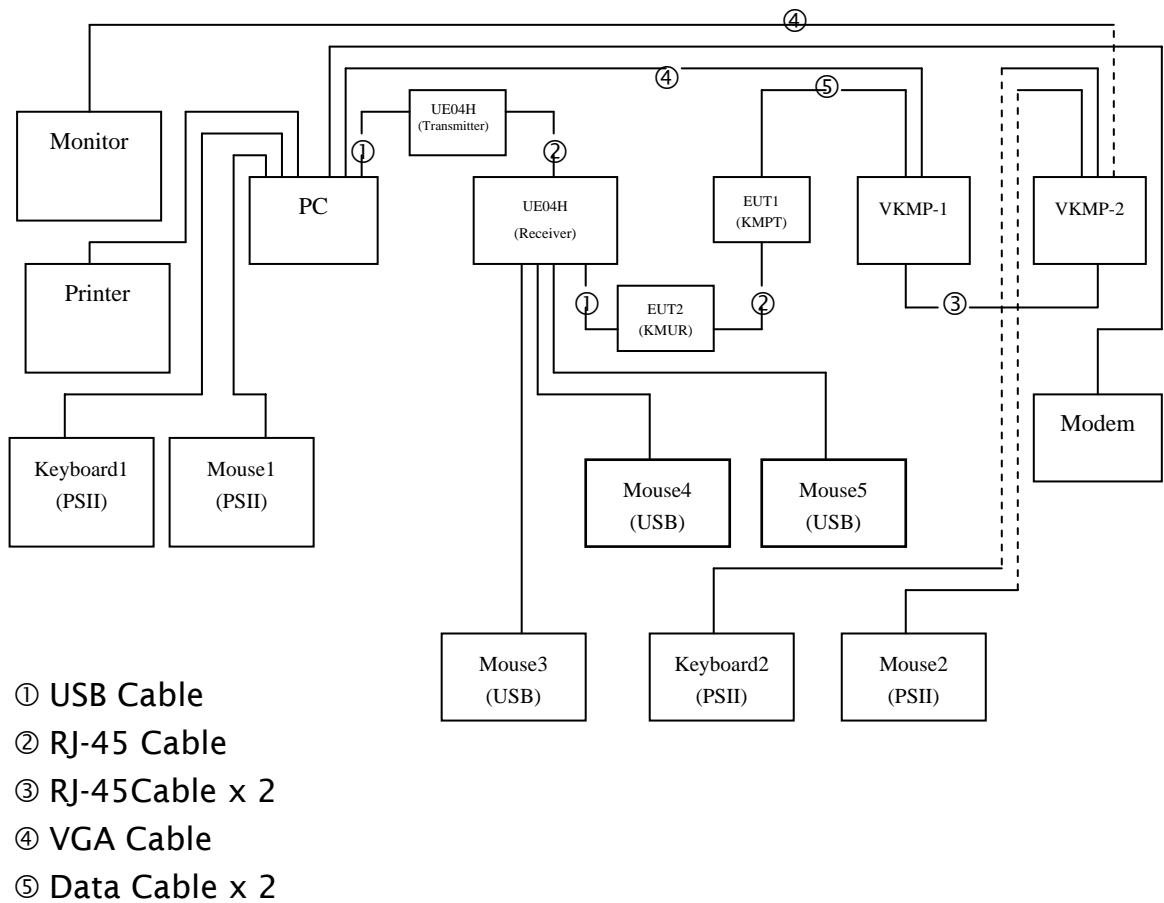 ④
④
⑤
UE04H
(Transmitter)
①
②
Monitor
PC
UE04H
(Receiver)
EUT1
(KMPT)
VKMP-1
VKMP-2
Printer
①
EUT2
(KMUR)
②
③
Modem
Keyboard1
(PSII)
Mouse1
(PSII)
Mouse4
(USB)
Mouse5
(USB)
Mouse3
(USB)
Keyboard2
(PSII)
Mouse2
(PSII)
① USB Cable
② RJ-45 Cable
③ RJ-45Cable x 2
④ VGA Cable
⑤ Data Cable x 2